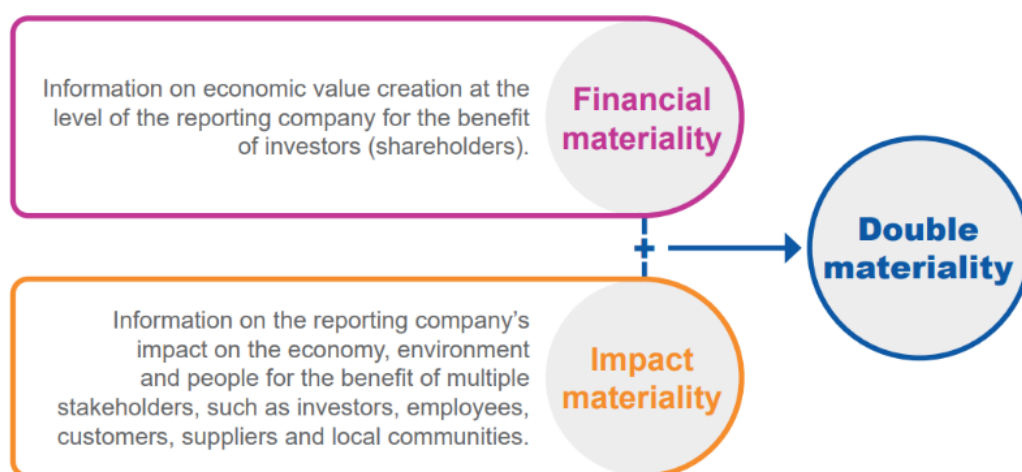 Information on economic value creation at the
level of the reporting company for the benefit
of investors (shareholders).
Financial
materiality
+
Double
materiality
Information on the reporting company’s
impact on the economy, environment
and people for the benefit of multiple
stakeholders, such as investors, employees,
customers, suppliers and local communities.
Impact
materiality